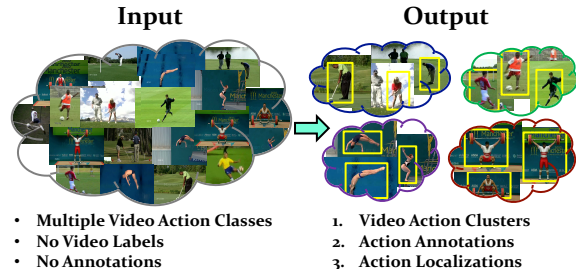 Input
Output
• Multiple Video Action Classes
• No Video Labels
• No Annotations
1. Video Action Clusters
2. Action Annotations
3. Action Localizations